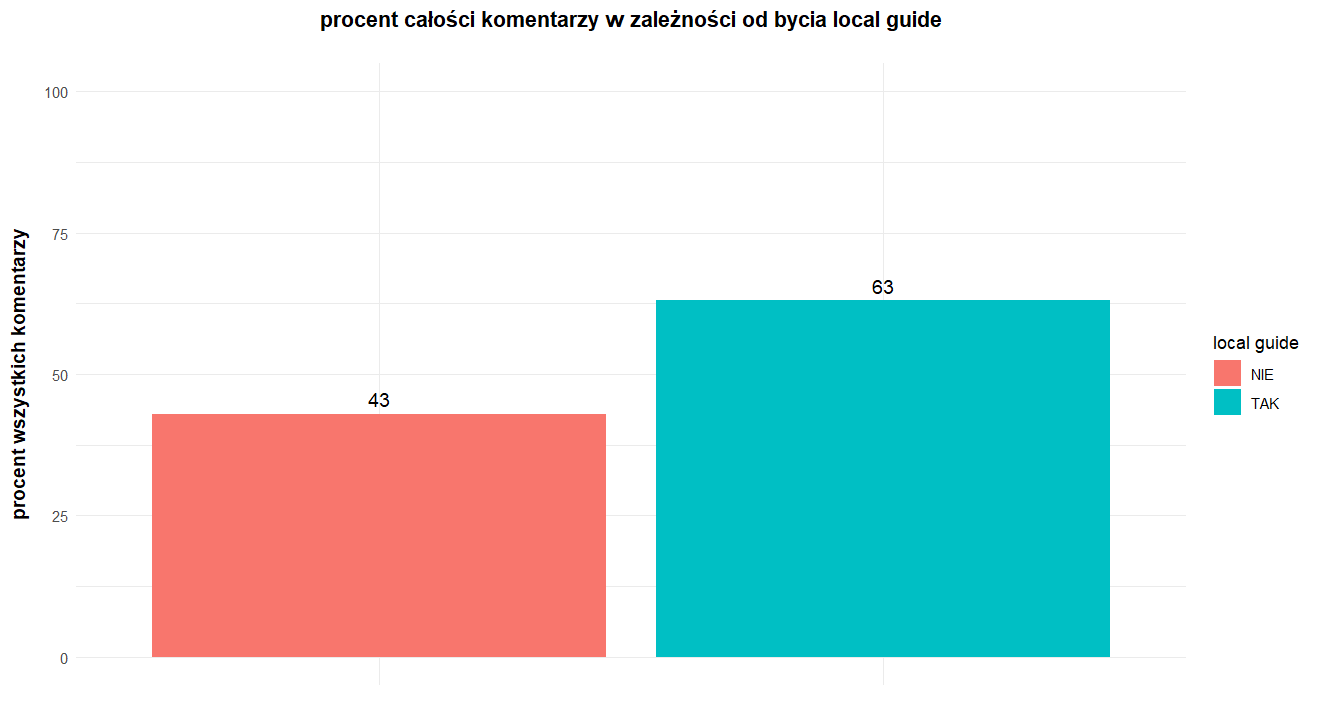 procent całości komentarzy w zależności od bycia local guide
procent wszystkich komentarzy
100
75
50
25
0
43
63
local guide
NIE
TAK